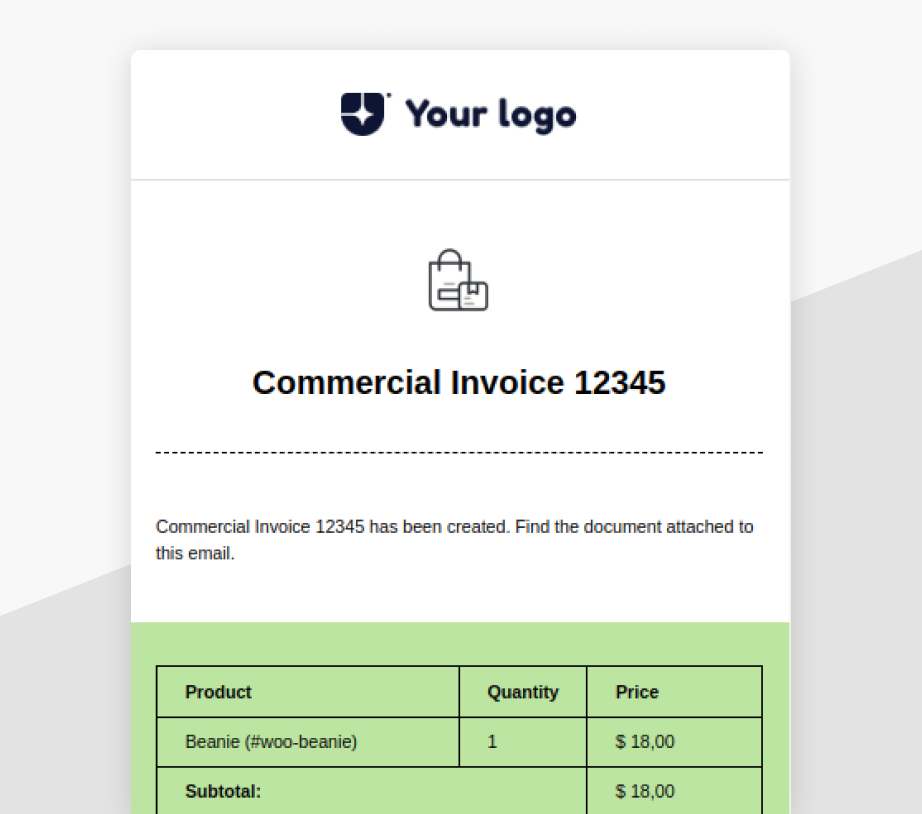 Your logo
Commercial Invoice 12345
Commercial Invoice 12345 has been created. Find the document attached to
this email.
Product Quantity Price
Beanie (#woo-beanie) 1 $ 18,00
Subtotal: $ 18,00